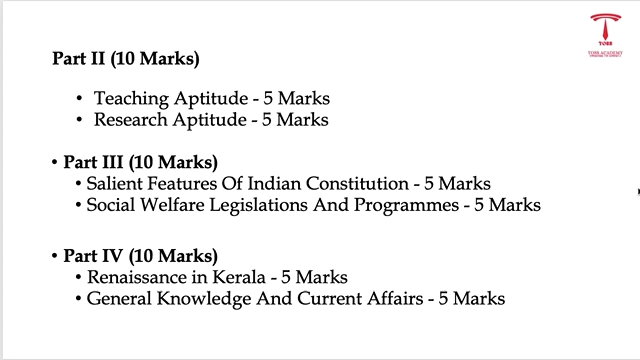 TOBB
Part II (10 Marks)
• Teaching Aptitude - 5 Marks
• Research Aptitude - 5 Marks
• Part III (10 Marks)
• Salient Features Of Indian Constitution - 5 Marks
• Social Welfare Legislations And Programmes - 5 Marks
• Part IV (10 Marks)
• Renaissance in Kerala - 5 Marks
• General Knowledge And Current Affairs - 5 Marks